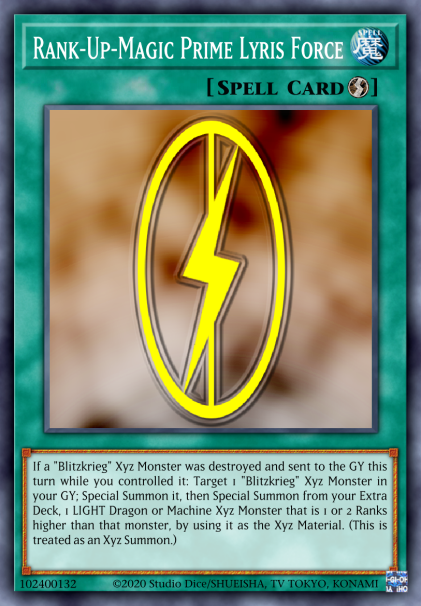 Rank-Up-Magic Prime Lyris Force
SPELL
魔
[Spell Card]
If a "Blitzkrieg" Xyz Monster was destroyed and sent to the GY this
turn while you controlled it: Target 1 "Blitzkrieg" Xyz Monster in
your GY; Special Summon it, then Special Summon from your Extra
Deck, 1 LIGHT Dragon or Machine Xyz Monster that is 1 or 2 Ranks
higher than that monster, by using it as the Xyz Material. (This is
treated as an Xyz Summon.)
102400132 ©2020 Studio Dice/SHUEISHA, TV TOKYO, KONAMI